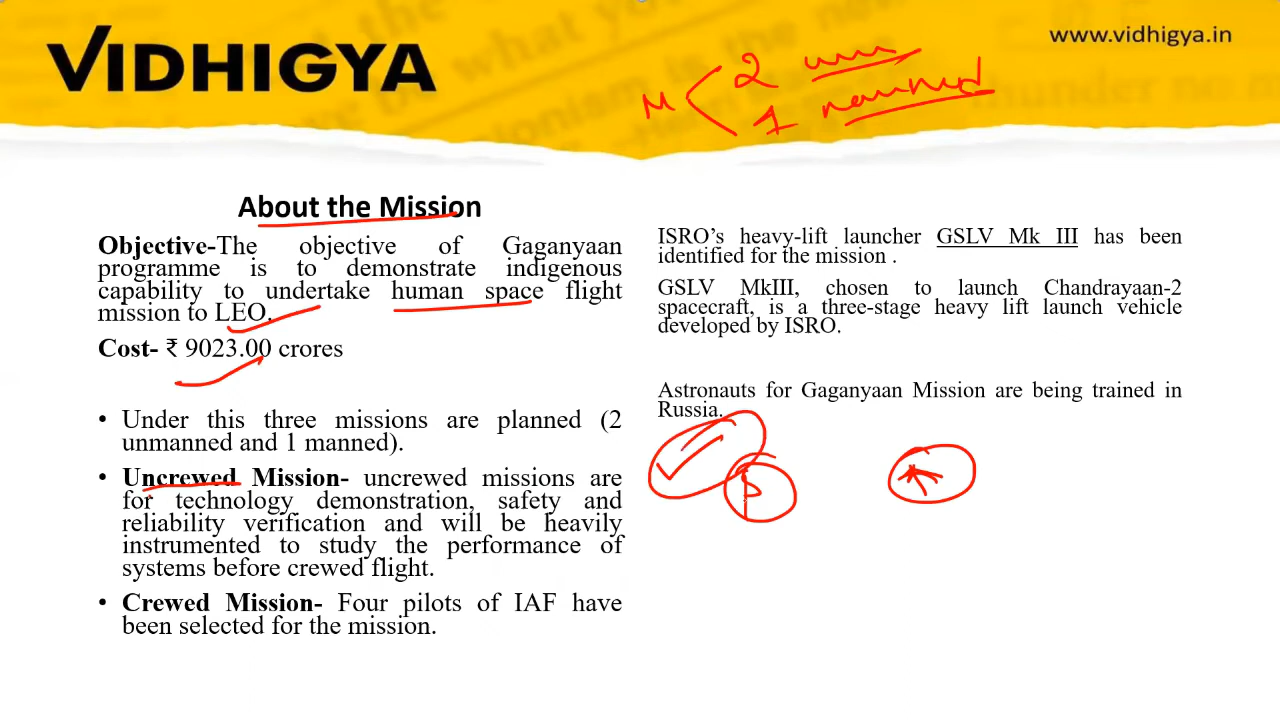 VIDHIGYA
www.vidhigya.in
M
2 unm
1 manned
About the Mission
Objective-The objective of Gaganyaan
programme is to demonstrate indigenous
capability to undertake human space flight
mission to LEO.
Cost- ₹ 9023.00 crores
• Under this three missions are planned (2
unmanned and 1 manned).
• Uncrewed Mission- uncrewed missions are
for technology demonstration, safety and
reliability verification and will be heavily
instrumented to study the performance of
systems before crewed flight.
• Crewed Mission- Four pilots of IAF have
been selected for the mission.
ISRO's heavy-lift launcher GSLV Mk III has been
identified for the mission .
GSLV MkIII, chosen to launch Chandrayaan-2
spacecraft, is a three-stage heavy lift launch vehicle
developed by ISRO.
Astronauts for Gaganyaan Mission are being trained in
Russia.